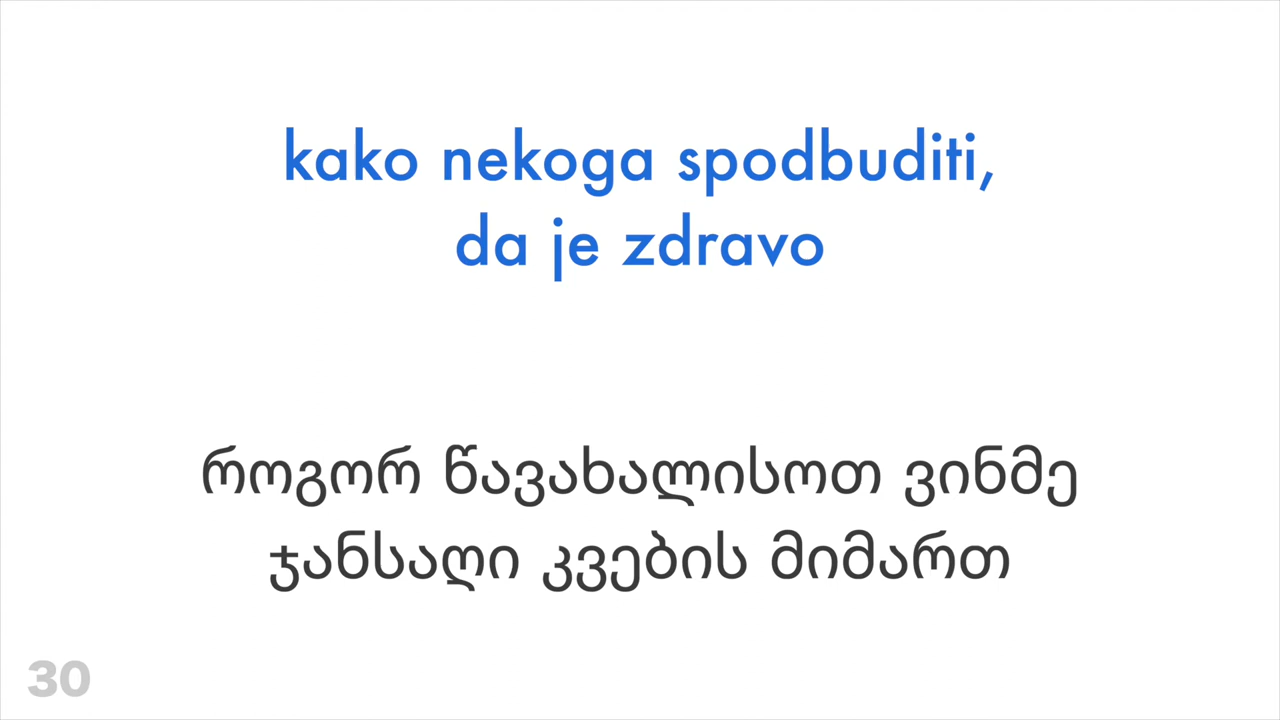 kako nekoga spodbuditi,
da je zdravo
როგორ წავახალისოთ ვინმე
ჯანსაღი კვების მიმართ
30